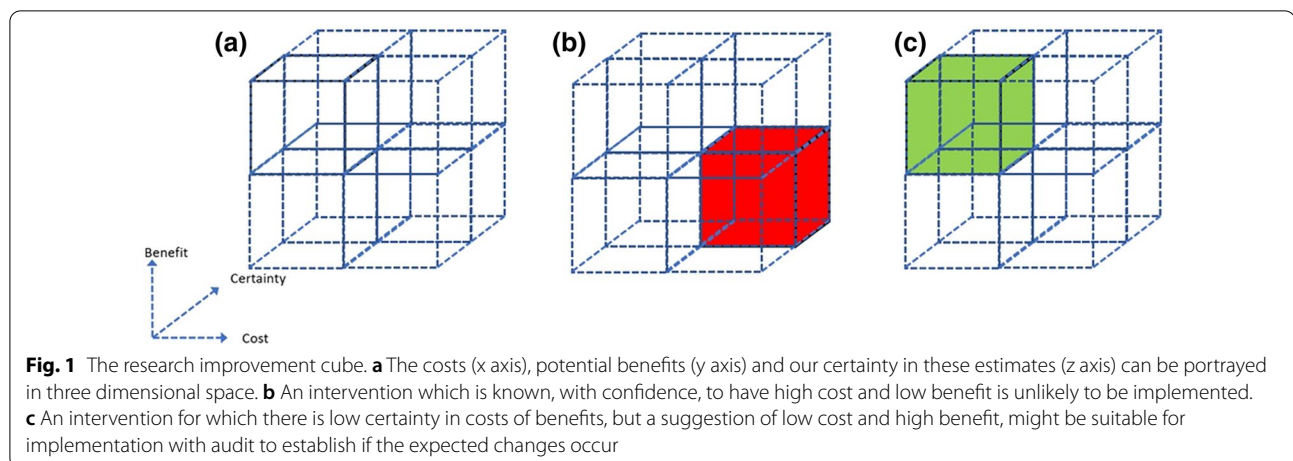 (a)
(b)
(c)
Benefit
Certainty
Cost
Fig. 1 The research improvement cube. a The costs (x axis), potential benefits (y axis) and our certainty in these estimates (z axis) can be portrayed
in three dimensional space. b An intervention which is known, with confidence, to have high cost and low benefit is unlikely to be implemented.
c An intervention for which there is low certainty in costs of benefits, but a suggestion of low cost and high benefit, might be suitable for
implementation with audit to establish if the expected changes occur